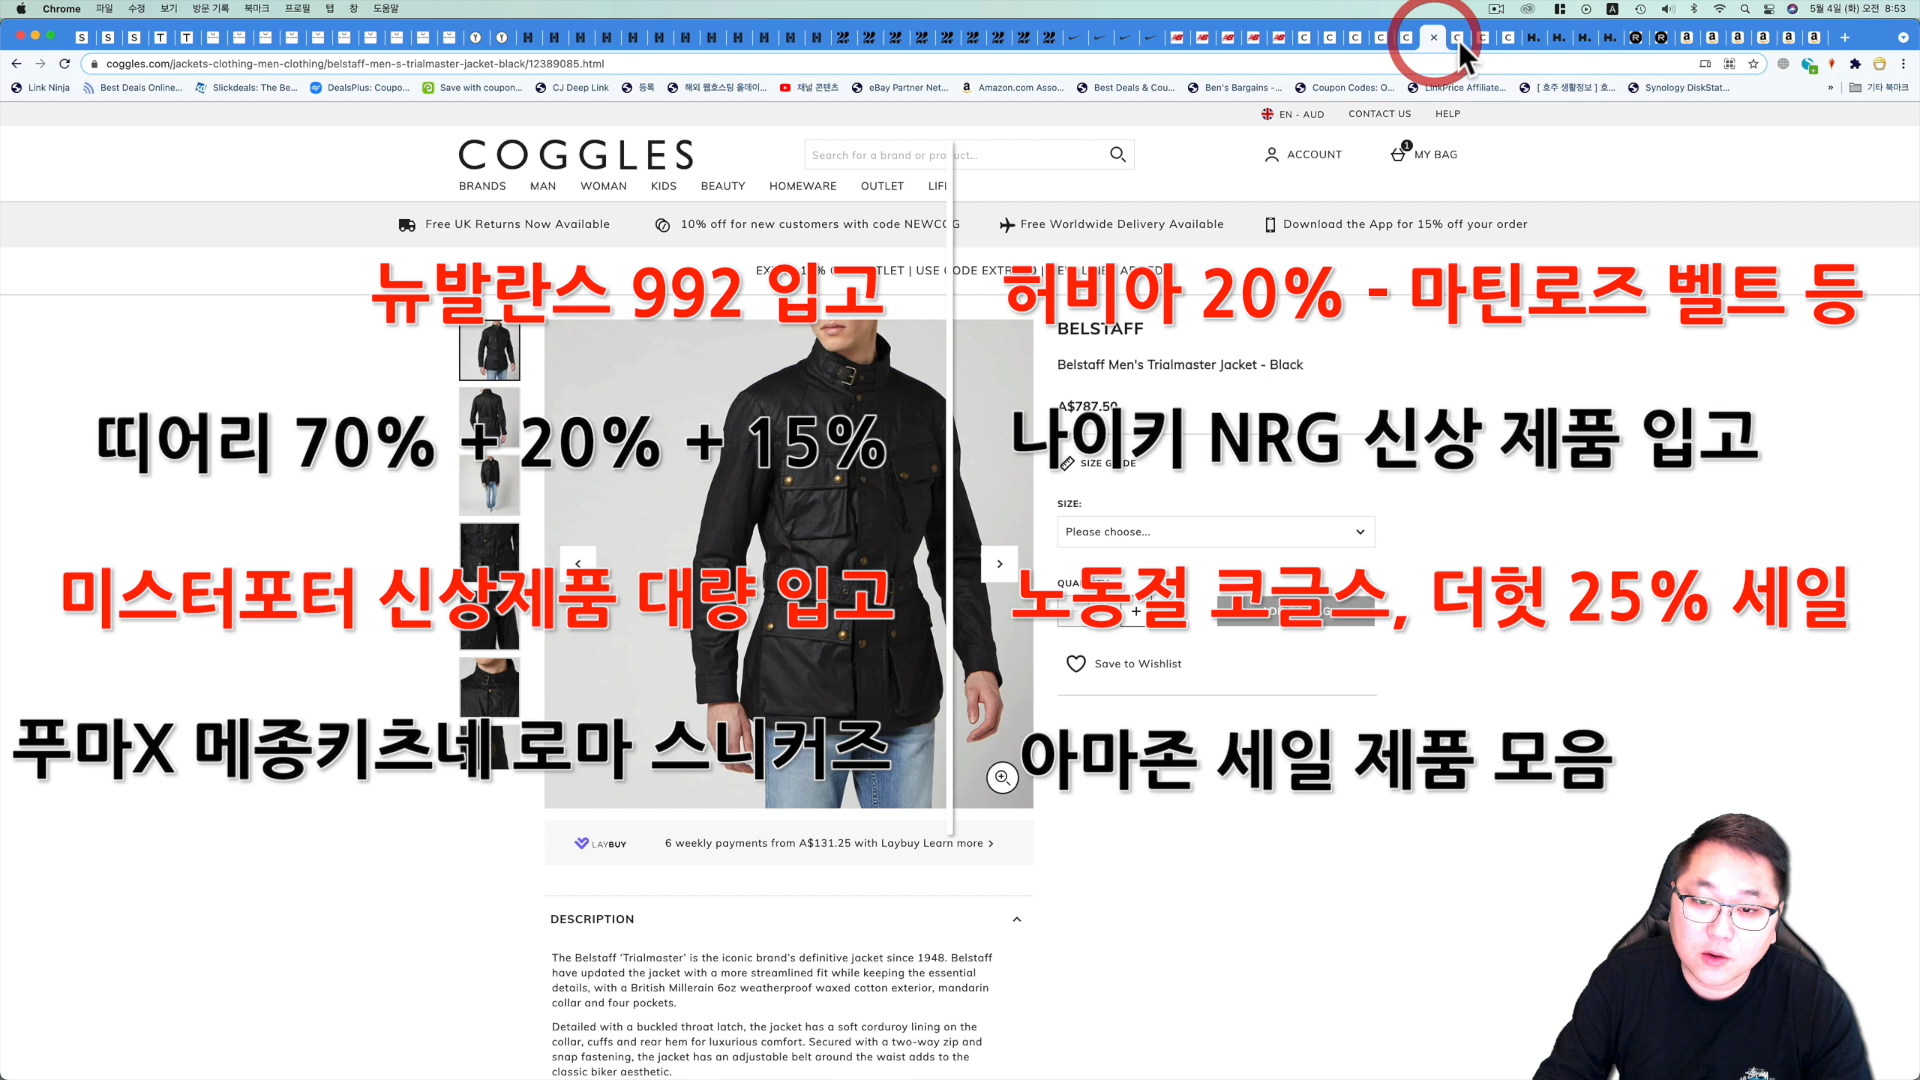 Chrome 파일 수정 보기 방문 기록 북마크 프로필 탭 창 도움말
5월 4일 (화) 오전 8:53
coggles.com/jackets-clothing-men-clothing/belstaff-men-s-trialmaster-jacket-black/12389085.html
Link Ninja Best Deals Online... Slickdeals: The Be... DealsPlus: Coupo... Save with coupon... CJ Deep Link 등록 해외 웹호스팅 올데이... 채널 콘텐츠 eBay Partner Net... Amazon.com Asso... Best Deals & Cou... Ben's Bargains -... Coupon Codes: O... LinkPrice Affiliate... [ 호주 생활정보 ] 호... Synology DiskStat... » 기타 북마크
EN - AUD CONTACT US HELP
COGGLES
Search for a brand or product...
ACCOUNT
1 MY BAG
BRANDS MAN WOMAN KIDS BEAUTY HOMEWARE OUTLET LIF
Free UK Returns Now Available
10% off for new customers with code NEWCOG
Free Worldwide Delivery Available
Download the App for 15% off your order
뉴발란스 992 입고
허비아 20% - 마틴로즈 벨트 등
BELSTAFF
Belstaff Men's Trialmaster Jacket - Black
A$787.50
띠어리 70% + 20% + 15%
나이키 NRG 신상 제품 입고
SIZE GUIDE
SIZE:
Please choose...
미스터포터 신상제품 대량 입고
노동절 코글스, 더헛 25% 세일
QUANTITY
+
Save to Wishlist
푸마X 메종키츠네 로마 스니커즈
아마존 세일 제품 모음
LAYBUY 6 weekly payments from A$131.25 with Laybuy Learn more
DESCRIPTION
The Belstaff ‘Trialmaster’ is the iconic brand’s definitive jacket since 1948. Belstaff
have updated the jacket with a more streamlined fit while keeping the essential
details, with a British Millerain 6oz weatherproof waxed cotton exterior, mandarin
collar and four pockets.
Detailed with a buckled throat latch, the jacket has a soft corduroy lining on the
collar, cuffs and rear hem for luxurious comfort. Secured with a two-way zip and
snap fastening, the jacket has an adjustable belt around the waist adds to the
classic biker aesthetic.